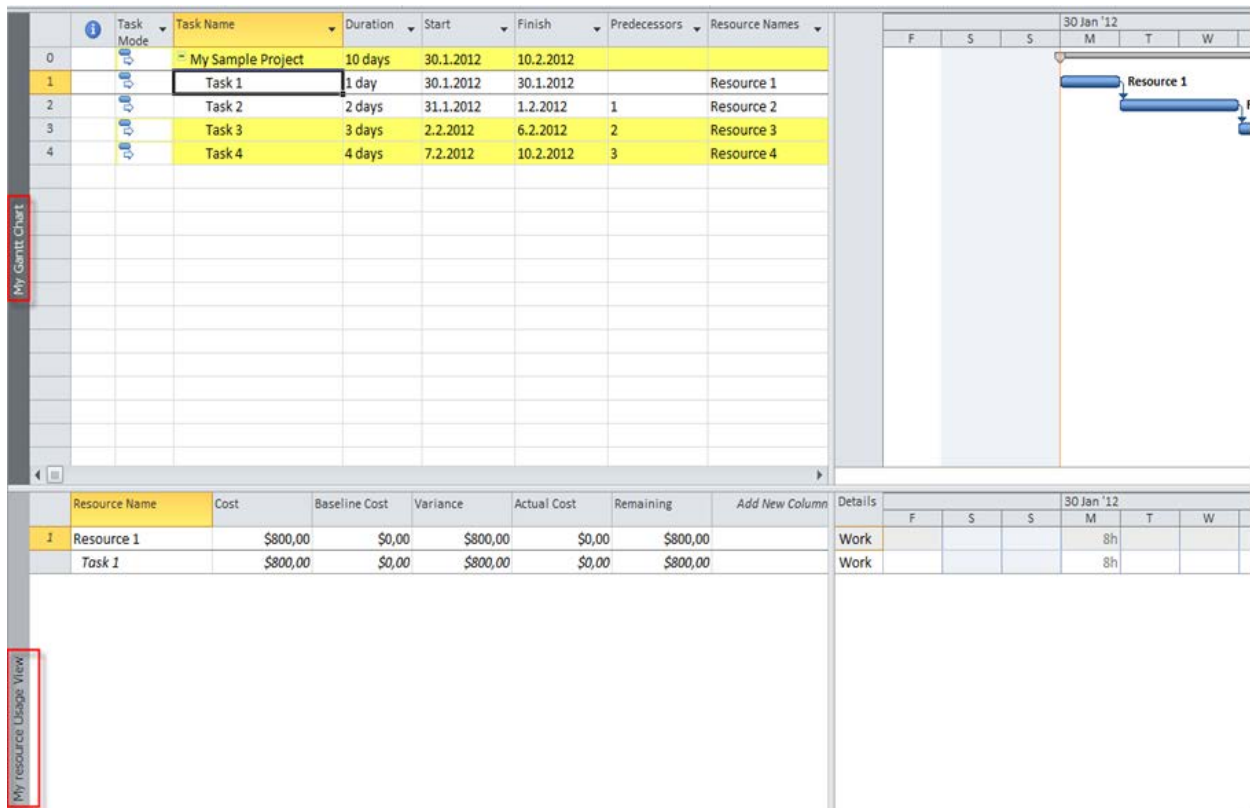 Task Mode Task Name Duration Start Finish Predecessors Resource Names 30 Jan '12
F S S M T W
0 My Sample Project 10 days 30.1.2012 10.2.2012
1 Task 1 1 day 30.1.2012 30.1.2012 Resource 1 Resource 1
2 Task 2 2 days 31.1.2012 1.2.2012 1 Resource 2
3 Task 3 3 days 2.2.2012 6.2.2012 2 Resource 3
4 Task 4 4 days 7.2.2012 10.2.2012 3 Resource 4
My Gantt Chart
Resource Name Cost Baseline Cost Variance Actual Cost Remaining Add New Column Details 30 Jan '12
F S S M T W
1 Resource 1 $800,00 $0,00 $800,00 $0,00 $800,00 Work 8h
Task 1 $800,00 $0,00 $800,00 $0,00 $800,00 Work 8h
My resource Usage View